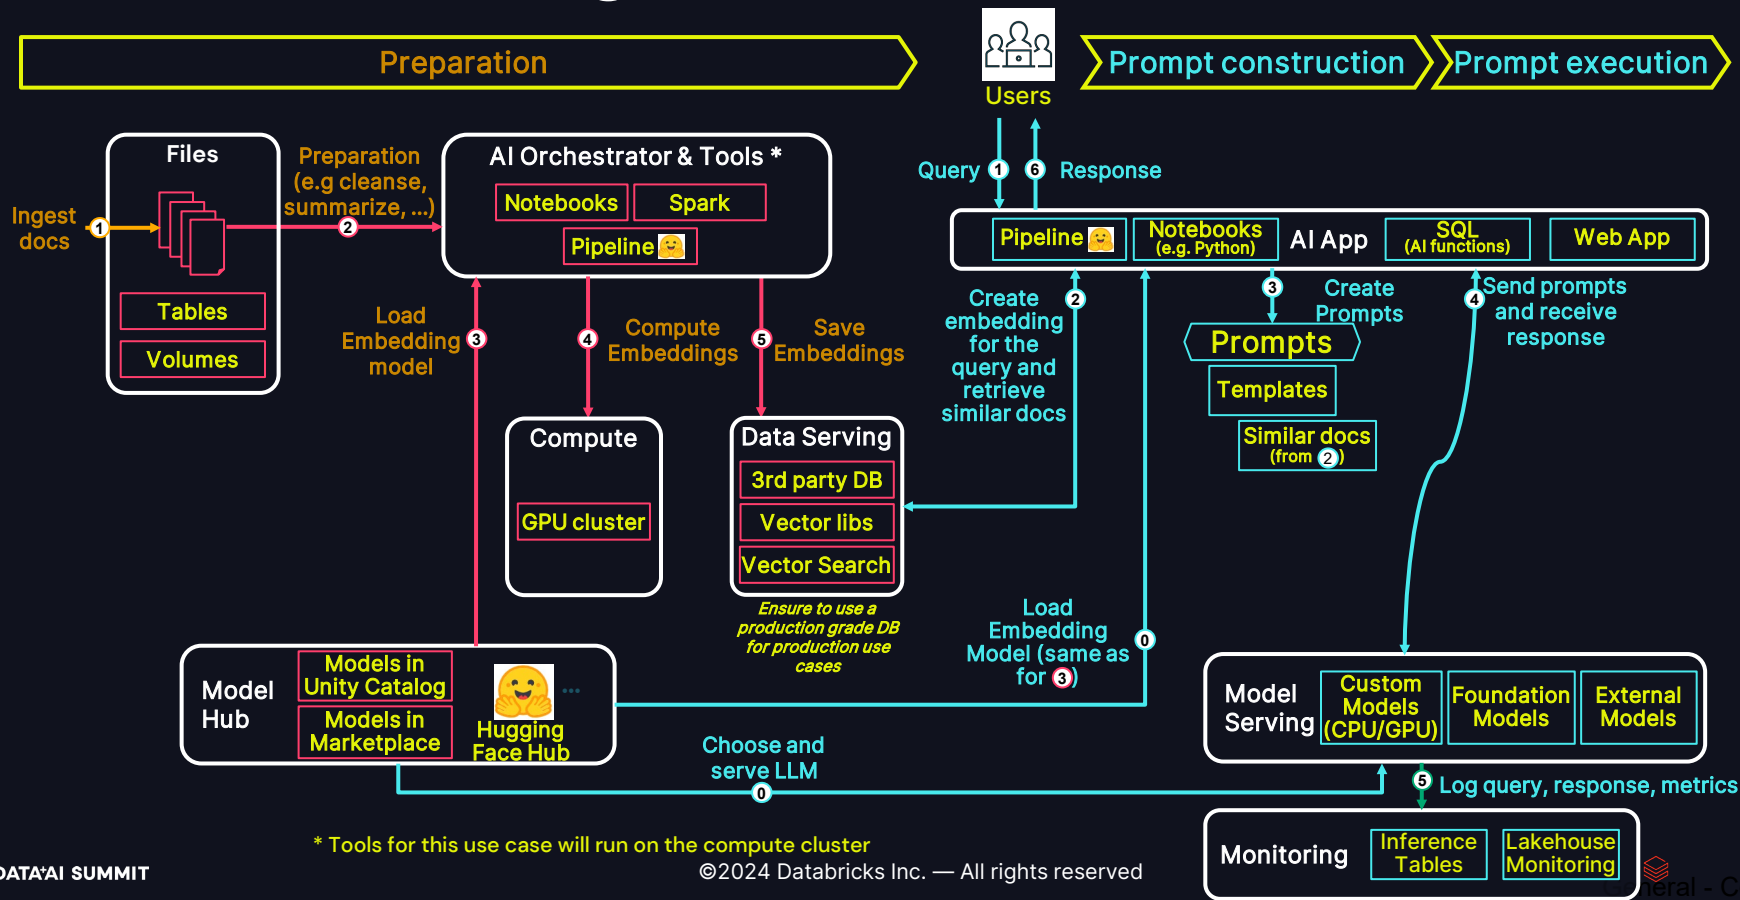 Preparation
Users
Prompt construction
Prompt execution
Files
Ingest
docs
1
Tables
Volumes
Preparation
(e.g cleanse,
summarize, ...)
2
AI Orchestrator & Tools *
Notebooks
Spark
Pipeline
Load
Embedding
model
3
4
Compute
Embeddings
5
Save
Embeddings
Compute
GPU cluster
Data Serving
3rd party DB
Vector libs
Vector Search
Ensure to use a
production grade DB
for production use
cases
Model
Hub
Models in
Unity Catalog
Models in
Marketplace
Hugging
Face Hub
...
Query
1
6
Response
Pipeline
Notebooks
(e.g. Python)
AI App
SQL
(AI functions)
Web App
Create
embedding
for the
query and
retrieve
similar docs
2
3
Create
Prompts
Prompts
Templates
Similar docs
(from 2)
4
Send prompts
and receive
response
Load
Embedding
Model (same as
for 3)
0
Choose and
serve LLM
0
Model
Serving
Custom
Models
(CPU/GPU)
Foundation
Models
External
Models
5
Log query, response, metrics
Monitoring
Inference
Tables
Lakehouse
Monitoring
* Tools for this use case will run on the compute cluster
DATA+AI SUMMIT
©2024 Databricks Inc. — All rights reserved
General - C